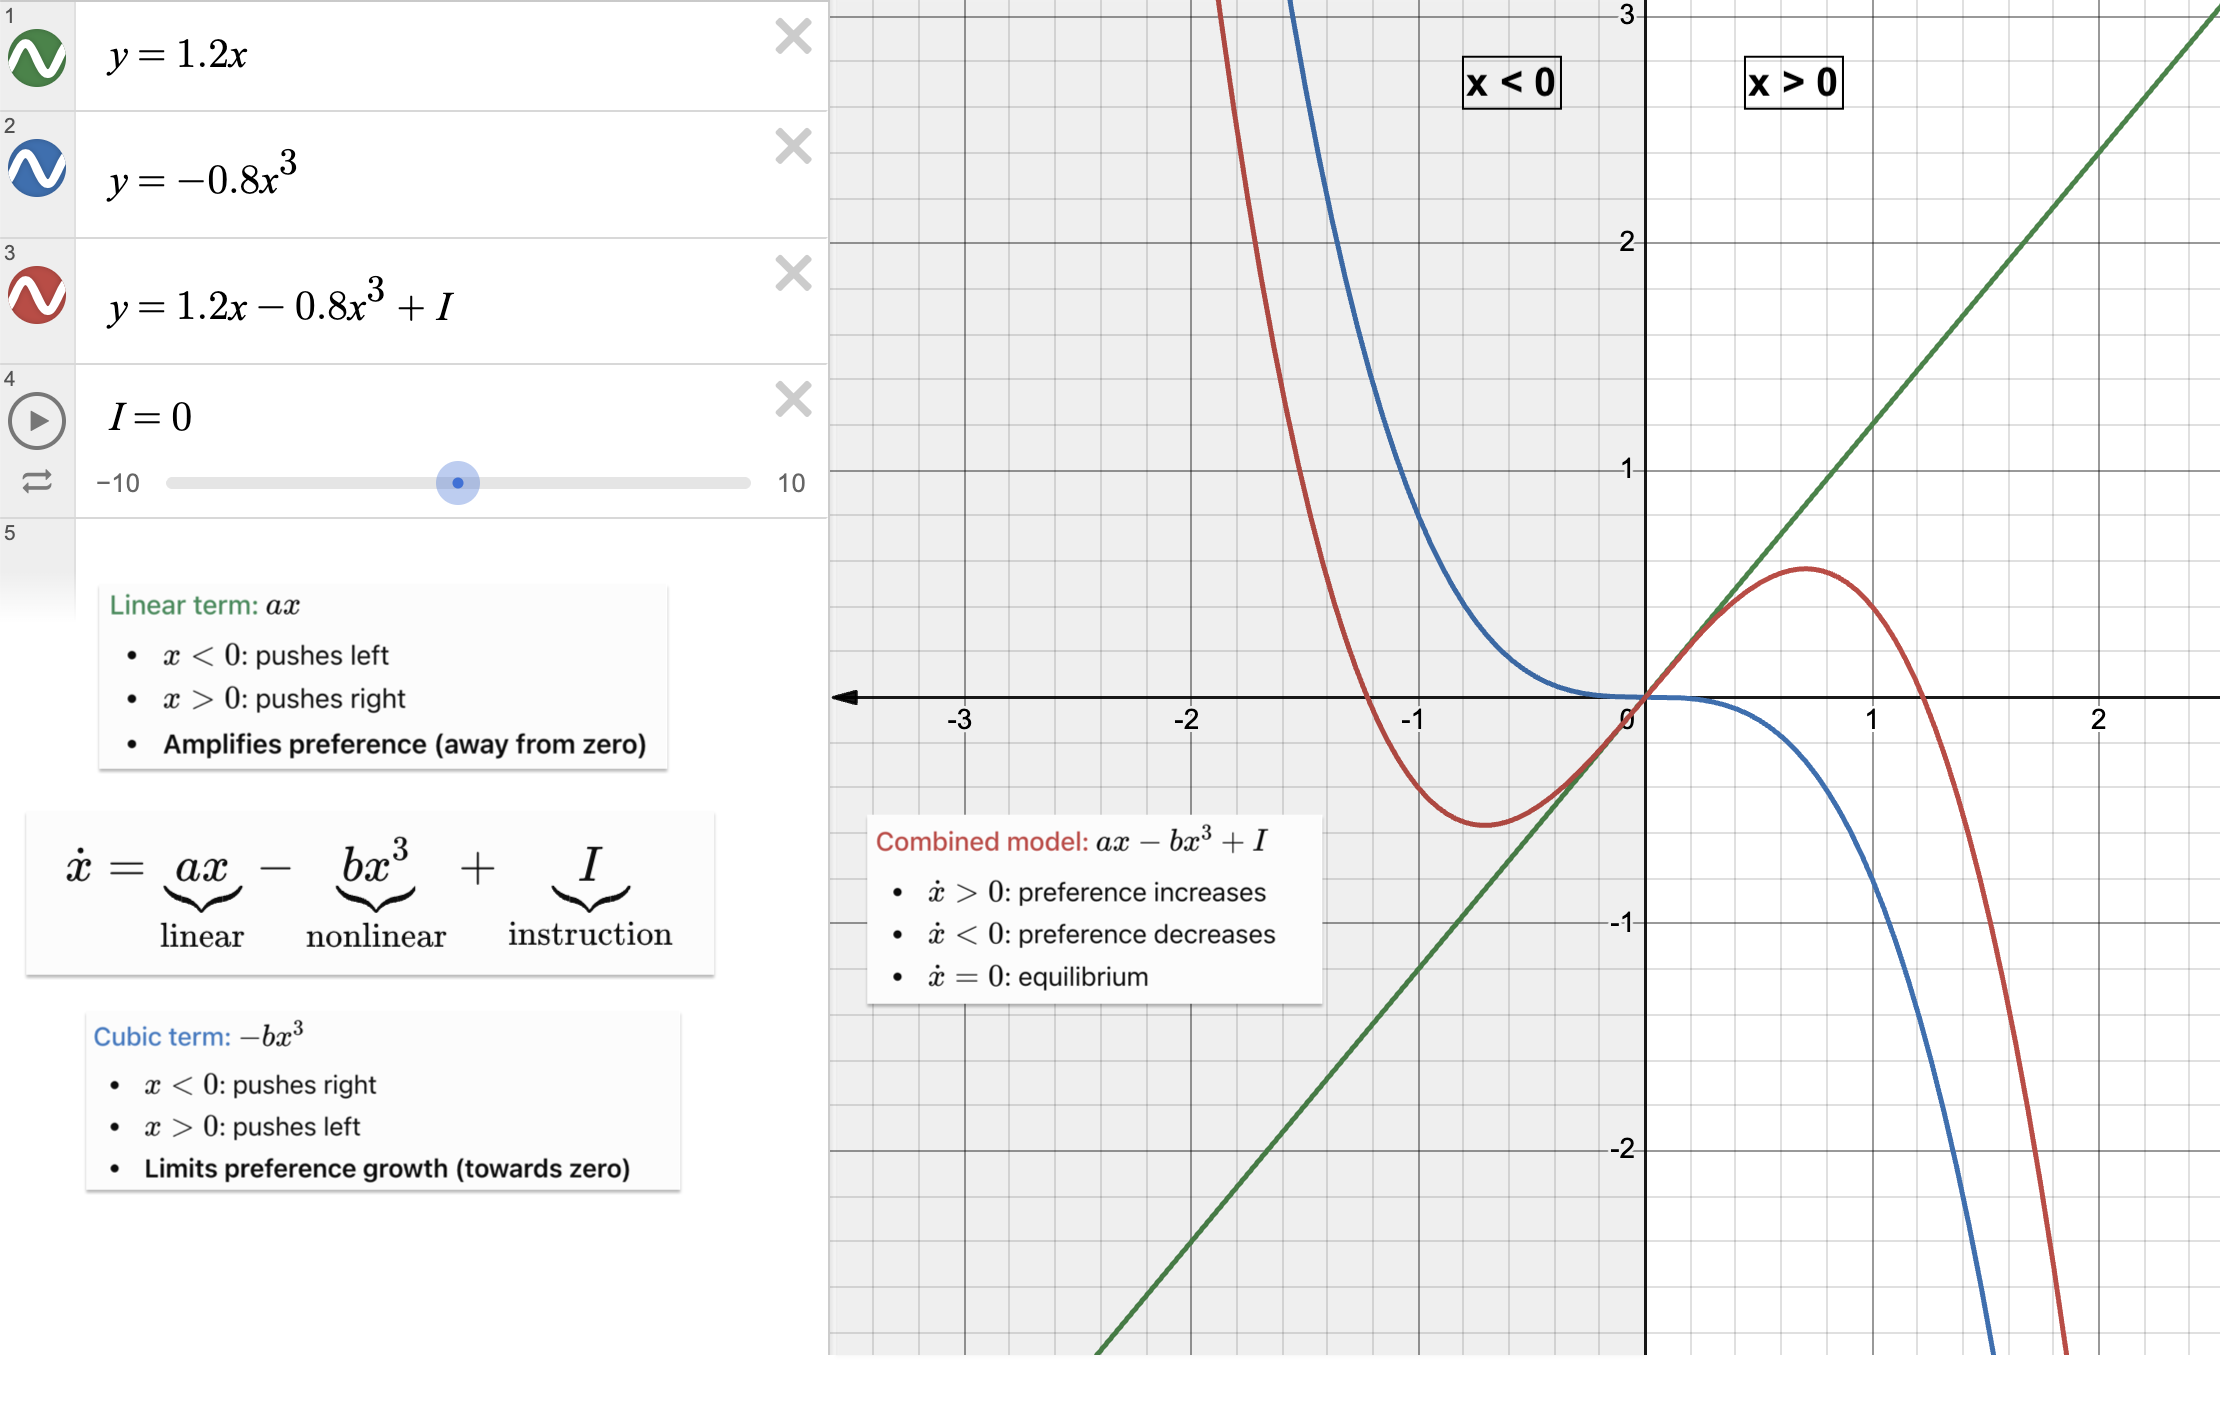 1
y = 1.2x
2
y = −0.8x³
3
y = 1.2x − 0.8x³ + I
4
I = 0
−10
10
5
Linear term: ax
• x < 0: pushes left
• x > 0: pushes right
• Amplifies preference (away from zero)
ẋ = ax − bx³ + I
linear nonlinear instruction
Cubic term: −bx³
• x < 0: pushes right
• x > 0: pushes left
• Limits preference growth (towards zero)
x < 0
x > 0
3
2
1
-3
-2
-1
0
1
2
-1
-2
Combined model: ax − bx³ + I
• ẋ > 0: preference increases
• ẋ < 0: preference decreases
• ẋ = 0: equilibrium